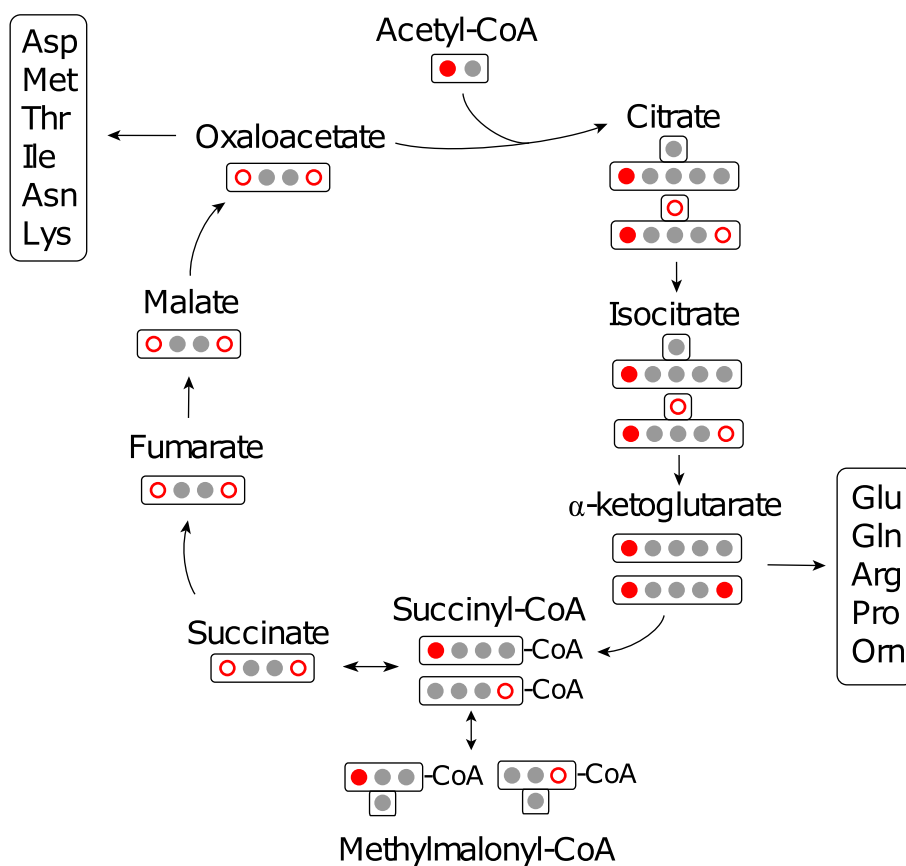 Asp
Met
Thr
Ile
Asn
Lys
Acetyl-CoA
Oxaloacetate
Citrate
Malate
Isocitrate
Fumarate
α-ketoglutarate
Glu
Gln
Arg
Pro
Orn
Succinyl-CoA
-CoA
-CoA
Succinate
-CoA
-CoA
Methylmalonyl-CoA